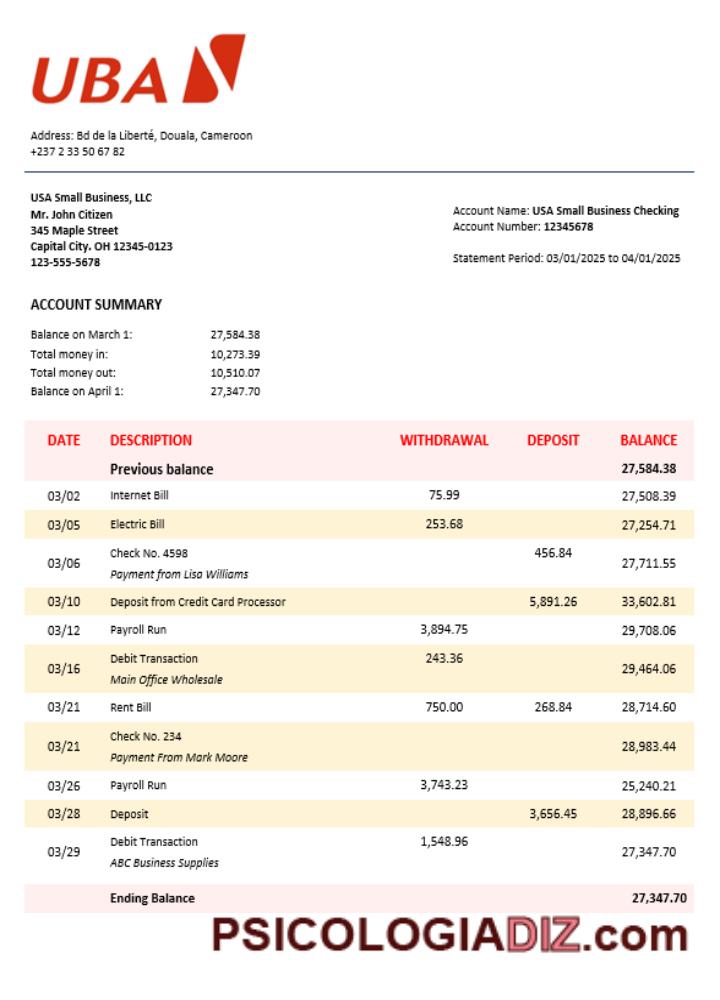 UBA
Address: Bd de la Liberté, Douala, Cameroon
+237 2 33 50 67 82
USA Small Business, LLC
Mr. John Citizen
345 Maple Street
Capital City. OH 12345-0123
123-555-5678
Account Name: USA Small Business Checking
Account Number: 12345678
Statement Period: 03/01/2025 to 04/01/2025
ACCOUNT SUMMARY
Balance on March 1: 27,584.38
Total money in: 10,273.39
Total money out: 10,510.07
Balance on April 1: 27,347.70
DATE DESCRIPTION WITHDRAWAL DEPOSIT BALANCE
Previous balance 27,584.38
03/02 Internet Bill 75.99 27,508.39
03/05 Electric Bill 253.68 27,254.71
03/06 Check No. 4598 456.84 27,711.55
Payment from Lisa Williams
03/10 Deposit from Credit Card Processor 5,891.26 33,602.81
03/12 Payroll Run 3,894.75 29,708.06
03/16 Debit Transaction 243.36 29,464.06
Main Office Wholesale
03/21 Rent Bill 750.00 268.84 28,714.60
03/21 Check No. 234 28,983.44
Payment From Mark Moore
03/26 Payroll Run 3,743.23 25,240.21
03/28 Deposit 3,656.45 28,896.66
03/29 Debit Transaction 1,548.96 27,347.70
ABC Business Supplies
Ending Balance 27,347.70
PSICOLOGIADIZ.com